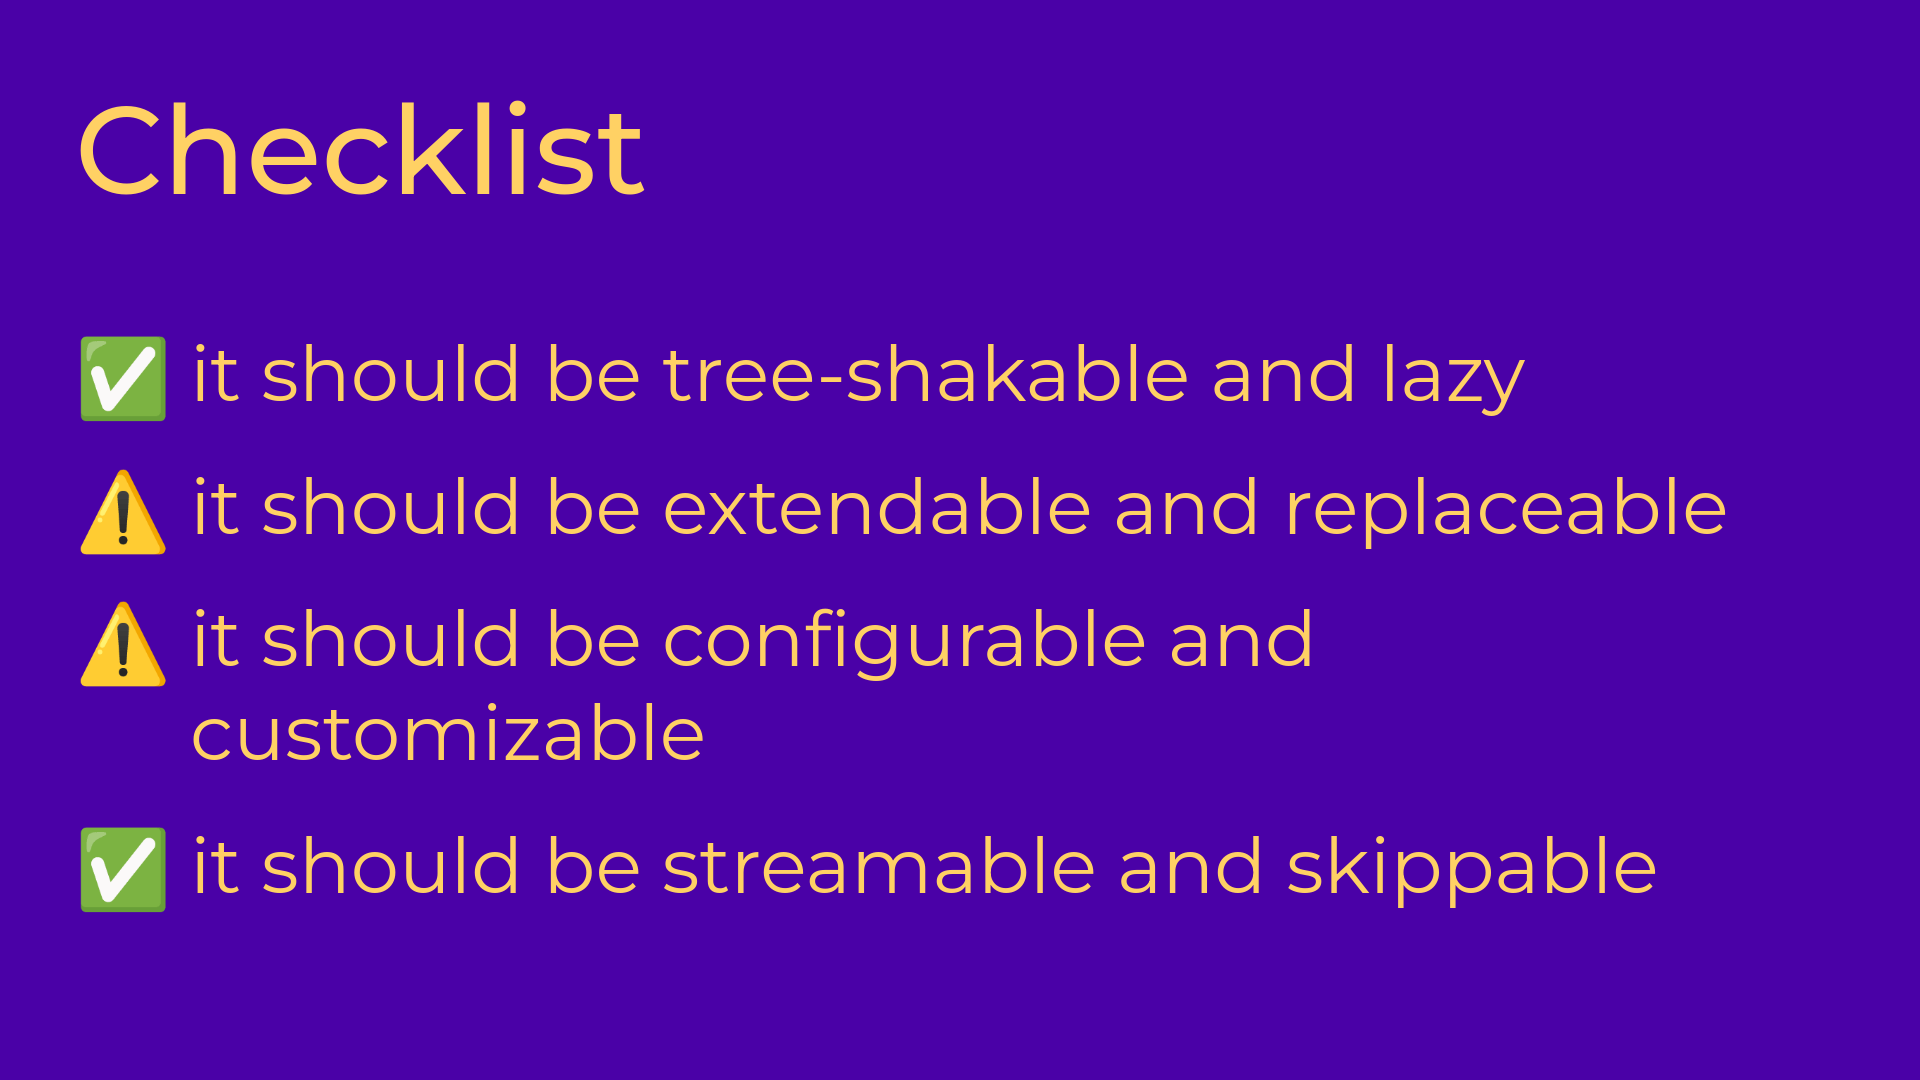 Checklist
✅ it should be tree-shakable and lazy
⚠️ it should be extendable and replaceable
⚠️ it should be configurable and
customizable
✅ it should be streamable and skippable